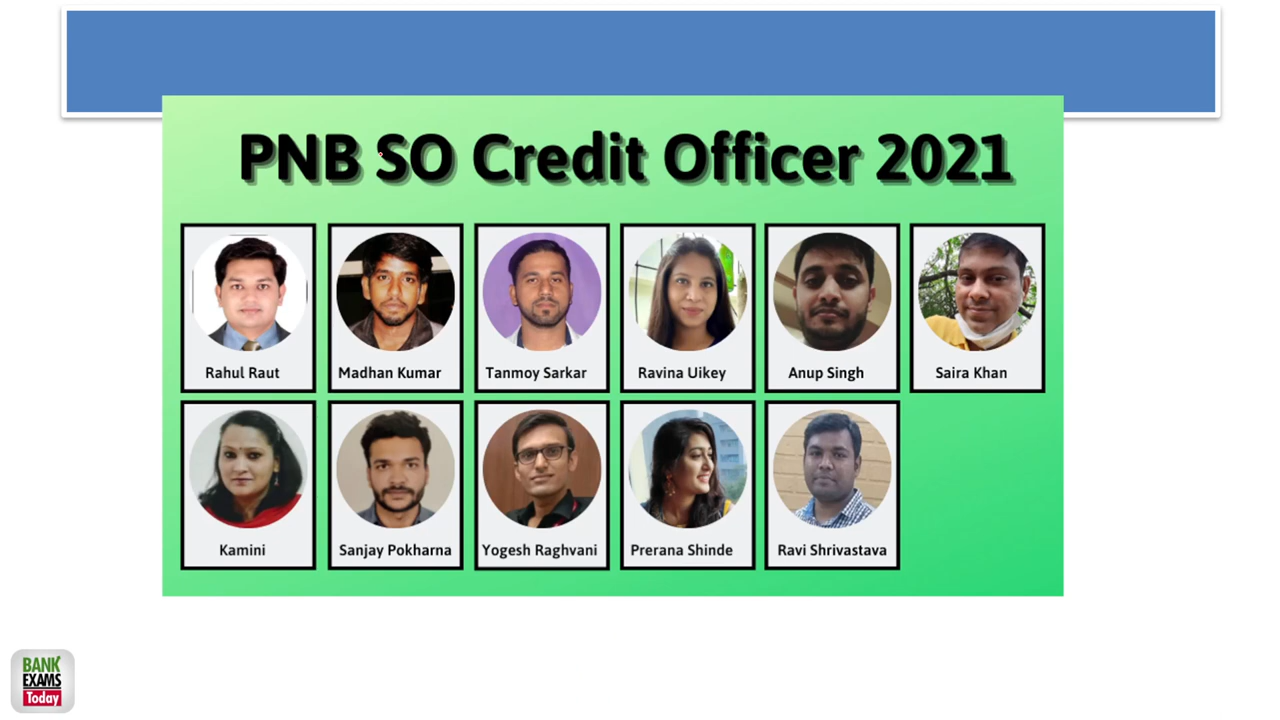 PNB SO Credit Officer 2021
Rahul Raut
Madhan Kumar
Tanmoy Sarkar
Ravina Uikey
Anup Singh
Saira Khan
Kamini
Sanjay Pokharna
Yogesh Raghvani
Prerana Shinde
Ravi Shrivastava
BANK
EXAMS
Today